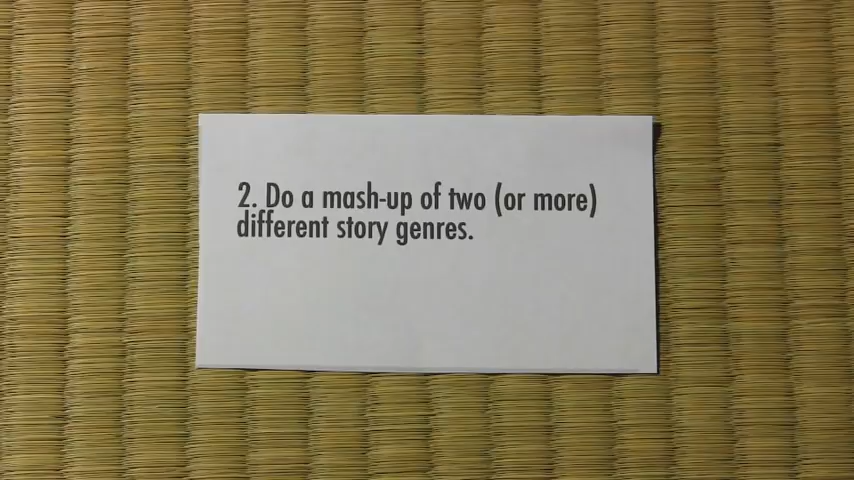 2. Do a mash-up of two (or more)
different story genres.